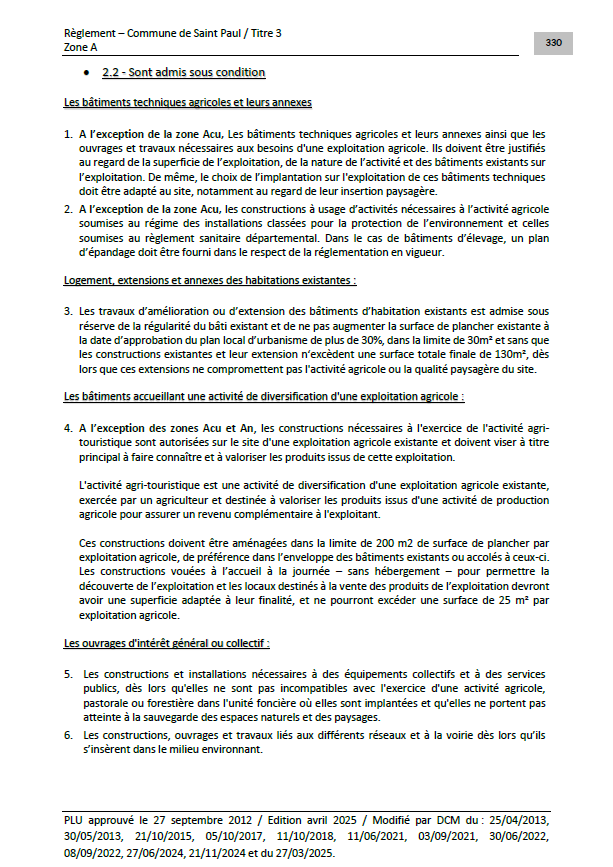 Règlement – Commune de Saint Paul / Titre 3
Zone A
330
• 2.2 - Sont admis sous condition
Les bâtiments techniques agricoles et leurs annexes
1. A l'exception de la zone Acu, Les bâtiments techniques agricoles et leurs annexes ainsi que les
ouvrages et travaux nécessaires aux besoins d'une exploitation agricole. Ils doivent être justifiés
au regard de la superficie de l'exploitation, de la nature de l'activité et des bâtiments existants sur
l'exploitation. De même, le choix de l'implantation sur l'exploitation de ces bâtiments techniques
doit être adapté au site, notamment au regard de leur insertion paysagère.
2. A l'exception de la zone Acu, les constructions à usage d'activités nécessaires à l'activité agricole
soumises au régime des installations classées pour la protection de l'environnement et celles
soumises au règlement sanitaire départemental. Dans le cas de bâtiments d'élevage, un plan
d'épandage doit être fourni dans le respect de la réglementation en vigueur.
Logement, extensions et annexes des habitations existantes :
3. Les travaux d'amélioration ou d'extension des bâtiments d'habitation existants est admise sous
réserve de la régularité du bâti existant et de ne pas augmenter la surface de plancher existante à
la date d'approbation du plan local d'urbanisme de plus de 30%, dans la limite de 30m² et sans que
les constructions existantes et leur extension n'excèdent une surface totale finale de 130m², dès
lors que ces extensions ne compromettent pas l'activité agricole ou la qualité paysagère du site.
Les bâtiments accueillant une activité de diversification d'une exploitation agricole :
4. A l'exception des zones Acu et An, les constructions nécessaires à l'exercice de l'activité agri-
touristique sont autorisées sur le site d'une exploitation agricole existante et doivent viser à titre
principal à faire connaître et à valoriser les produits issus de cette exploitation.
L'activité agri-touristique est une activité de diversification d'une exploitation agricole existante,
exercée par un agriculteur et destinée à valoriser les produits issus d'une activité de production
agricole pour assurer un revenu complémentaire à l'exploitant.
Ces constructions doivent être aménagées dans la limite de 200 m2 de surface de plancher par
exploitation agricole, de préférence dans l'enveloppe des bâtiments existants ou accolés à ceux-ci.
Les constructions vouées à l'accueil à la journée – sans hébergement – pour permettre la
découverte de l'exploitation et les locaux destinés à la vente des produits de l'exploitation devront
avoir une superficie adaptée à leur finalité, et ne pourront excéder une surface de 25 m² par
exploitation agricole.
Les ouvrages d'intérêt général ou collectif :
5. Les constructions et installations nécessaires à des équipements collectifs et à des services
publics, dès lors qu'elles ne sont pas incompatibles avec l'exercice d'une activité agricole,
pastorale ou forestière dans l'unité foncière où elles sont implantées et qu'elles ne portent pas
atteinte à la sauvegarde des espaces naturels et des paysages.
6. Les constructions, ouvrages et travaux liés aux différents réseaux et à la voirie dès lors qu'ils
s'insèrent dans le milieu environnant.
PLU approuvé le 27 septembre 2012 / Edition avril 2025 / Modifié par DCM du : 25/04/2013,
30/05/2013, 21/10/2015, 05/10/2017, 11/10/2018, 11/06/2021, 03/09/2021, 30/06/2022,
08/09/2022, 27/06/2024, 21/11/2024 et du 27/03/2025.